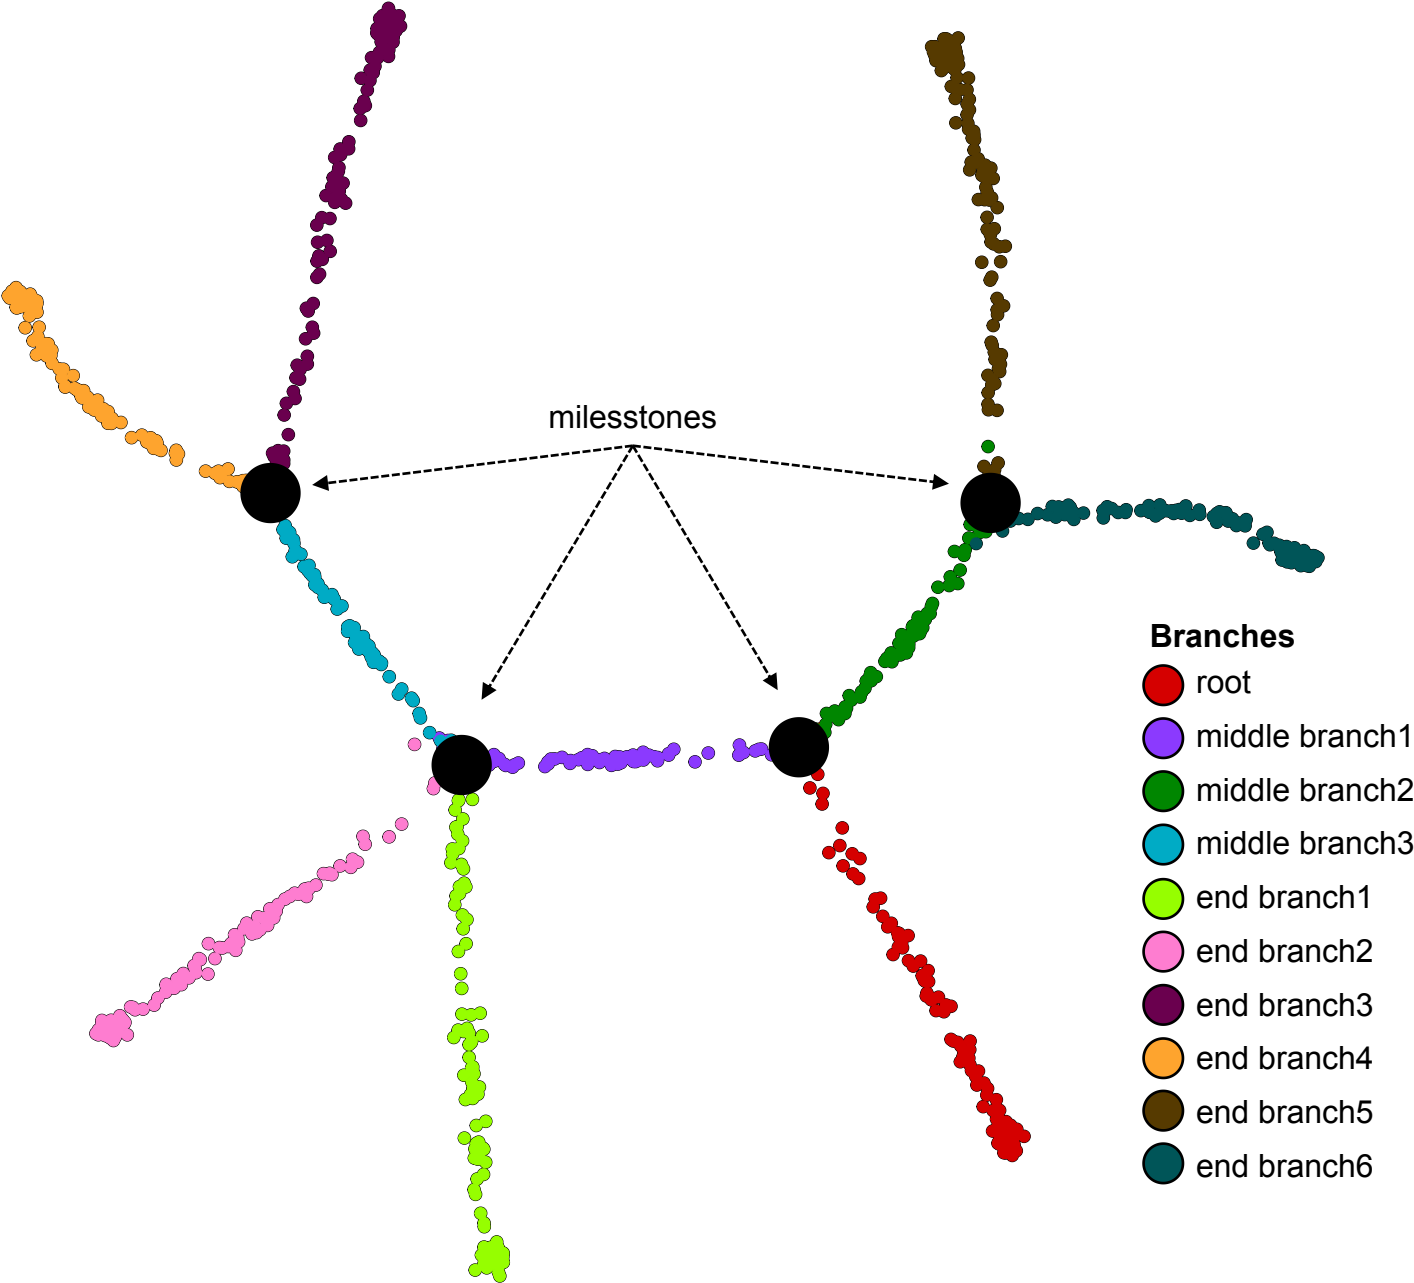 milesstones
Branches
root
middle branch1
middle branch2
middle branch3
end branch1
end branch2
end branch3
end branch4
end branch5
end branch6